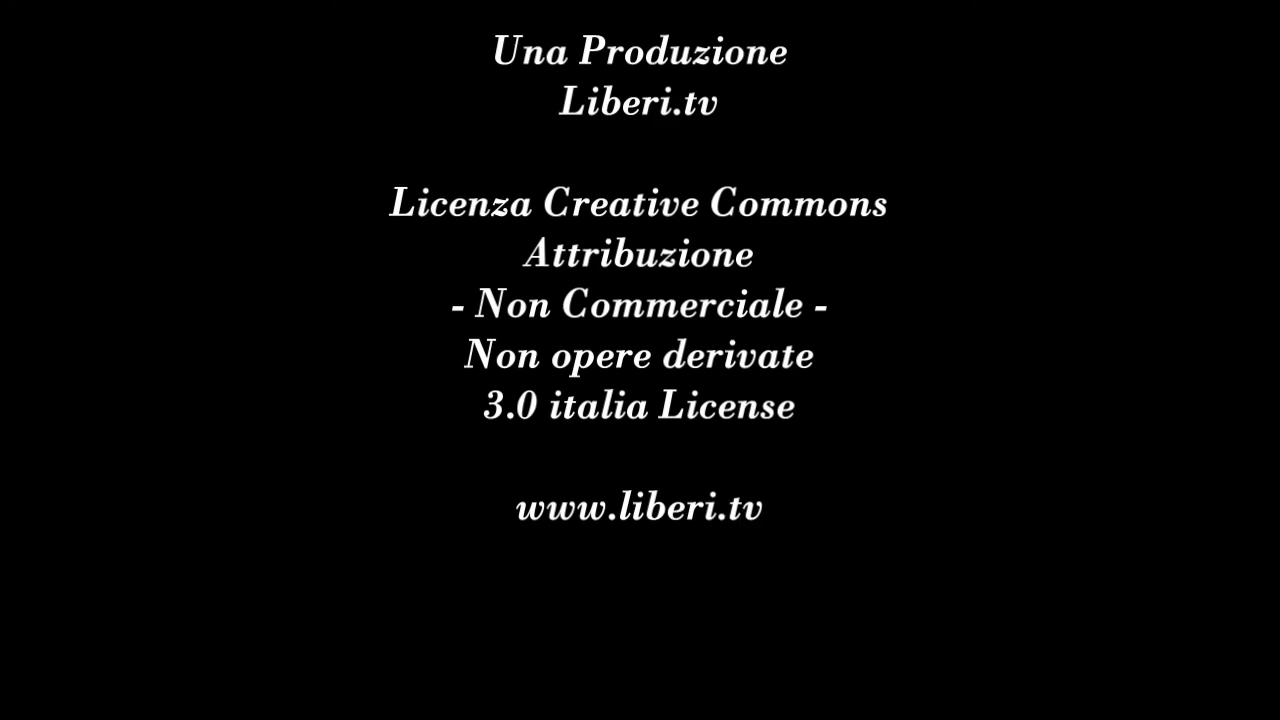 Una Produzione
Liberi.tv
Licenza Creative Commons
Attribuzione
- Non Commerciale -
Non opere derivate
3.0 italia License
www.liberi.tv